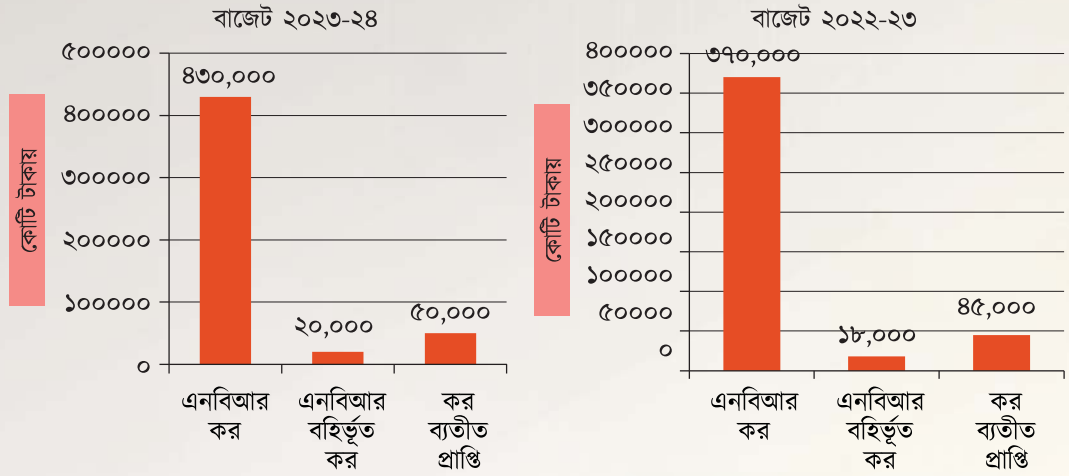 বাজেট ২০২৩-২৪
কোটি টাকায়
৫০০০০০
৪০০০০০
৩০০০০০
২০০০০০
১০০০০০
০
৪৩০,০০০
২০,০০০
৫০,০০০
এনবিআর
কর
এনবিআর
বহির্ভূত
কর
কর
ব্যতীত
প্রাপ্তি
বাজেট ২০২২-২৩
কোটি টাকায়
৪০০০০০
৩৫০০০০
৩০০০০০
২৫০০০০
২০০০০০
১৫০০০০
১০০০০০
৫০০০০
০
৩৭০,০০০
১৮,০০০
৪৫,০০০
এনবিআর
কর
এনবিআর
বহির্ভূত
কর
কর
ব্যতীত
প্রাপ্তি